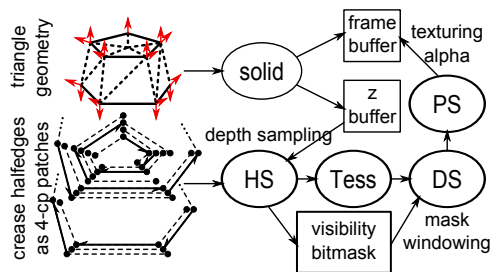 triangle
geometry
solid
frame
buffer
texturing
alpha
z
buffer
PS
depth sampling
crease halfedges
as 4-cp patches
HS
Tess
DS
visibility
bitmask
mask
windowing